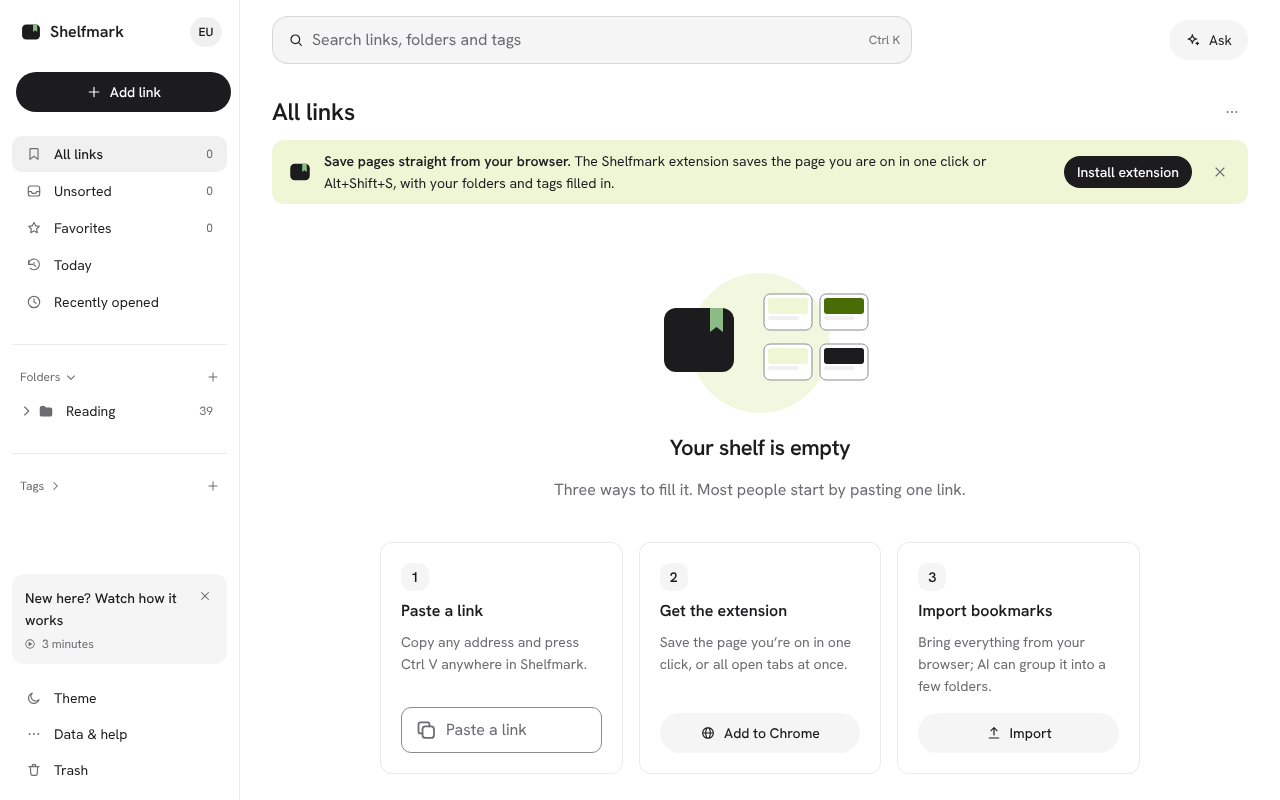 Shelfmark
EU
Add link
All links 0
Unsorted 0
Favorites 0
Today
Recently opened
Folders
Reading 39
Tags
New here? Watch how it
works
3 minutes
Theme
Data & help
Trash
Search links, folders and tags Ctrl K
Ask
All links
Save pages straight from your browser. The Shelfmark extension saves the page you are on in one click or
Alt+Shift+S, with your folders and tags filled in.
Install extension
Your shelf is empty
Three ways to fill it. Most people start by pasting one link.
1
Paste a link
Copy any address and press
Ctrl V anywhere in Shelfmark.
Paste a link
2
Get the extension
Save the page you’re on in one
click, or all open tabs at once.
Add to Chrome
3
Import bookmarks
Bring everything from your
browser; AI can group it into a
few folders.
Import